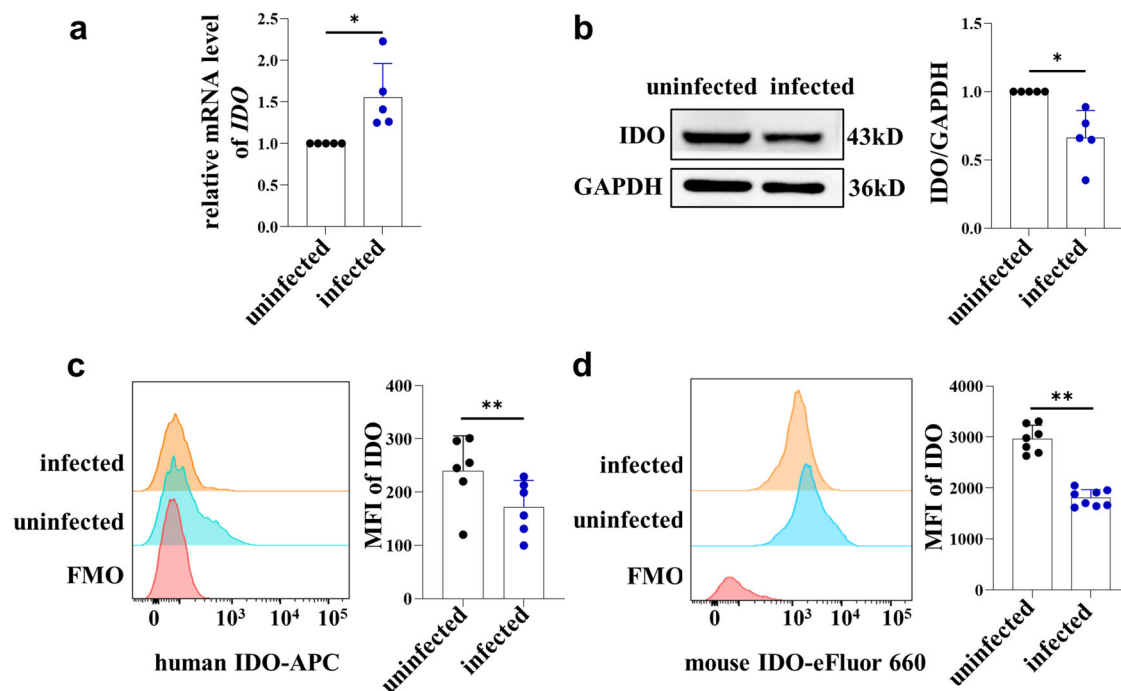 a
relative mRNA level
of IDO
2.5
2.0
1.5
1.0
0.5
0.0
*
uninfected
infected
b
uninfected infected
IDO
43kD
GAPDH
36kD
IDO/GAPDH
1.5
1.0
0.5
0.0
*
uninfected
infected
c
infected
uninfected
FMO
0 10³ 10⁴ 10⁵
human IDO-APC
MFI of IDO
400
300
200
100
0
**
uninfected
infected
d
infected
uninfected
FMO
0 10³ 10⁴ 10⁵
mouse IDO-eFluor 660
MFI of IDO
4000
3000
2000
1000
0
**
uninfected
infected